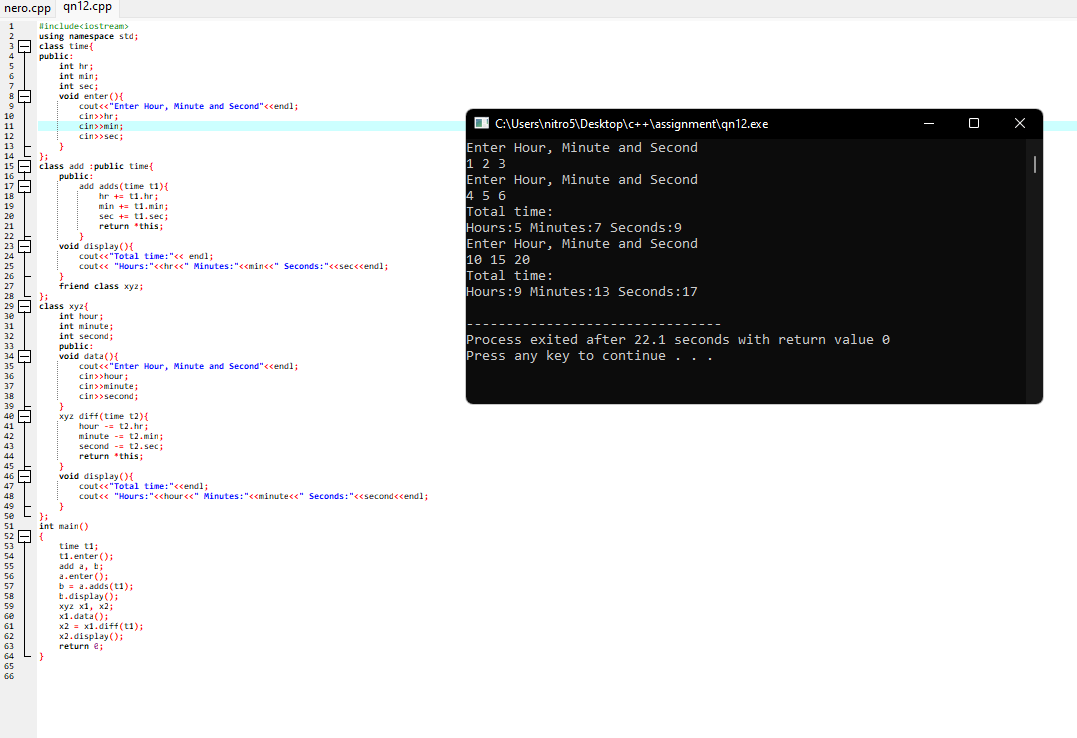 nero.cpp qn12.cpp
1 #include<iostream>
2 using namespace std;
3 class time{
4 public:
5 int hr;
6 int min;
7 int sec;
8 void enter(){
9 cout<<"Enter Hour, Minute and Second"<<endl;
10 cin>>hr;
11 cin>>min;
12 cin>>sec;
13 }
14 };
15 class add :public time{
16 public:
17 add adds(time t1){
18 hr += t1.hr;
19 min += t1.min;
20 sec += t1.sec;
21 return *this;
22 }
23 void display(){
24 cout<<"Total time:"<< endl;
25 cout<< "Hours:"<<hr<<" Minutes:"<<min<<" Seconds:"<<sec<<endl;
26 }
27 friend class xyz;
28 };
29 class xyz{
30 int hour;
31 int minute;
32 int second;
33 public:
34 void data(){
35 cout<<"Enter Hour, Minute and Second"<<endl;
36 cin>>hour;
37 cin>>minute;
38 cin>>second;
39 }
40 xyz diff(time t2){
41 hour -= t2.hr;
42 minute -= t2.min;
43 second -= t2.sec;
44 return *this;
45 }
46 void display(){
47 cout<<"Total time:"<<endl;
48 cout<< "Hours:"<<hour<<" Minutes:"<<minute<<" Seconds:"<<second<<endl;
49 }
50 };
51 int main()
52 {
53 time t1;
54 t1.enter();
55 add a, b;
56 a.enter();
57 b = a.adds(t1);
58 b.display();
59 xyz x1, x2;
60 x1.data();
61 x2 = x1.diff(t1);
62 x2.display();
63 return 0;
64 }
65
66
C:\Users\nitro5\Desktop\c++\assignment\qn12.exe
Enter Hour, Minute and Second
1 2 3
Enter Hour, Minute and Second
4 5 6
Total time:
Hours:5 Minutes:7 Seconds:9
Enter Hour, Minute and Second
10 15 20
Total time:
Hours:9 Minutes:13 Seconds:17
--------------------------------
Process exited after 22.1 seconds with return value 0
Press any key to continue . . .